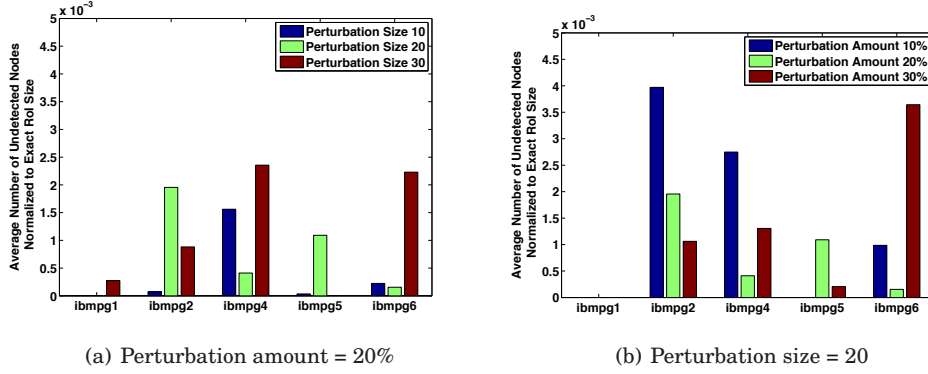 x 10⁻³
5
4.5
4
3.5
3
2.5
2
1.5
1
0.5
0
Average Number of Undetected Nodes
Normalized to Exact RoI Size
Perturbation Size 10
Perturbation Size 20
Perturbation Size 30
ibmpg1 ibmpg2 ibmpg4 ibmpg5 ibmpg6
(a) Perturbation amount = 20%
x 10⁻³
5
4.5
4
3.5
3
2.5
2
1.5
1
0.5
0
Average Number of Undetected Nodes
Normalized to Exact RoI Size
Perturbation Amount 10%
Perturbation Amount 20%
Perturbation Amount 30%
ibmpg1 ibmpg2 ibmpg4 ibmpg5 ibmpg6
(b) Perturbation size = 20